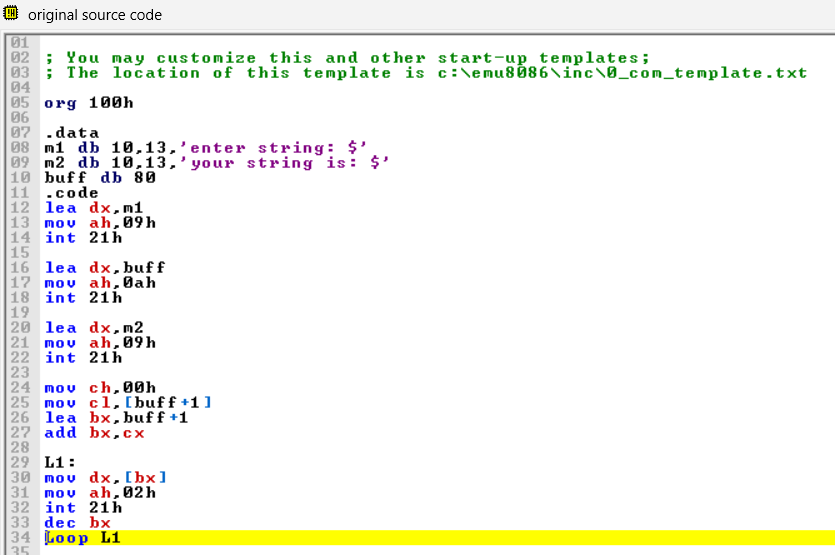 original source code
01
02 ; You may customize this and other start-up templates;
03 ; The location of this template is c:\emu8086\inc\0_com_template.txt
04
05 org 100h
06
07 .data
08 m1 db 10,13,'enter string: $'
09 m2 db 10,13,'your string is: $'
10 buff db 80
11 .code
12 lea dx,m1
13 mov ah,09h
14 int 21h
15
16 lea dx,buff
17 mov ah,0ah
18 int 21h
19
20 lea dx,m2
21 mov ah,09h
22 int 21h
23
24 mov ch,00h
25 mov cl,[buff+1]
26 lea bx,buff+1
27 add bx,cx
28
29 L1:
30 mov dx,[bx]
31 mov ah,02h
32 int 21h
33 dec bx
34 Loop L1
35